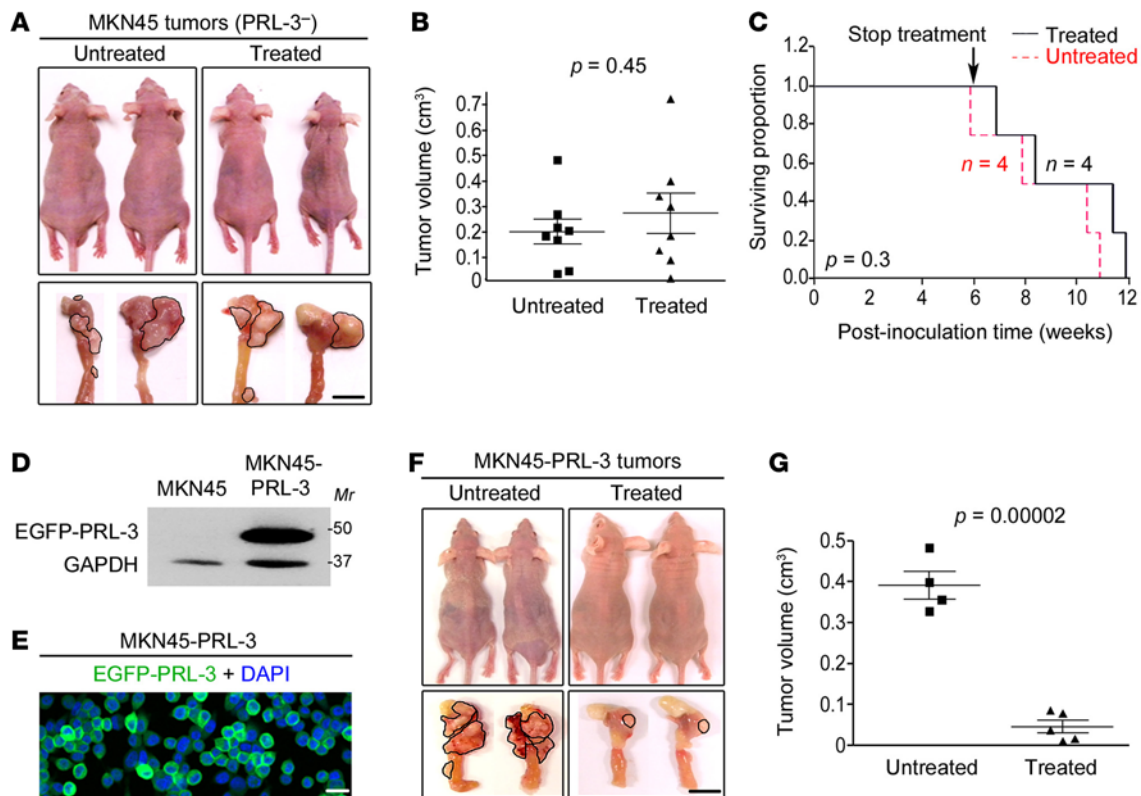 A
MKN45 tumors (PRL-3–)
Untreated Treated
B
p = 0.45
Tumor volume (cm³)
0.7
0.6
0.5
0.4
0.3
0.2
0.1
0
Untreated Treated
C
Stop treatment
Treated
Untreated
Surviving proportion
1.2
1.0
0.8
0.6
0.4
0.2
0.0
n = 4 n = 4
p = 0.3
0 2 4 6 8 10 12
Post-inoculation time (weeks)
D
MKN45 MKN45-
PRL-3
Mr
EGFP-PRL-3 -50
GAPDH -37
E
MKN45-PRL-3
EGFP-PRL-3 + DAPI
F
MKN45-PRL-3 tumors
Untreated Treated
G
p = 0.00002
Tumor volume (cm³)
0.5
0.4
0.3
0.2
0.1
0
Untreated Treated